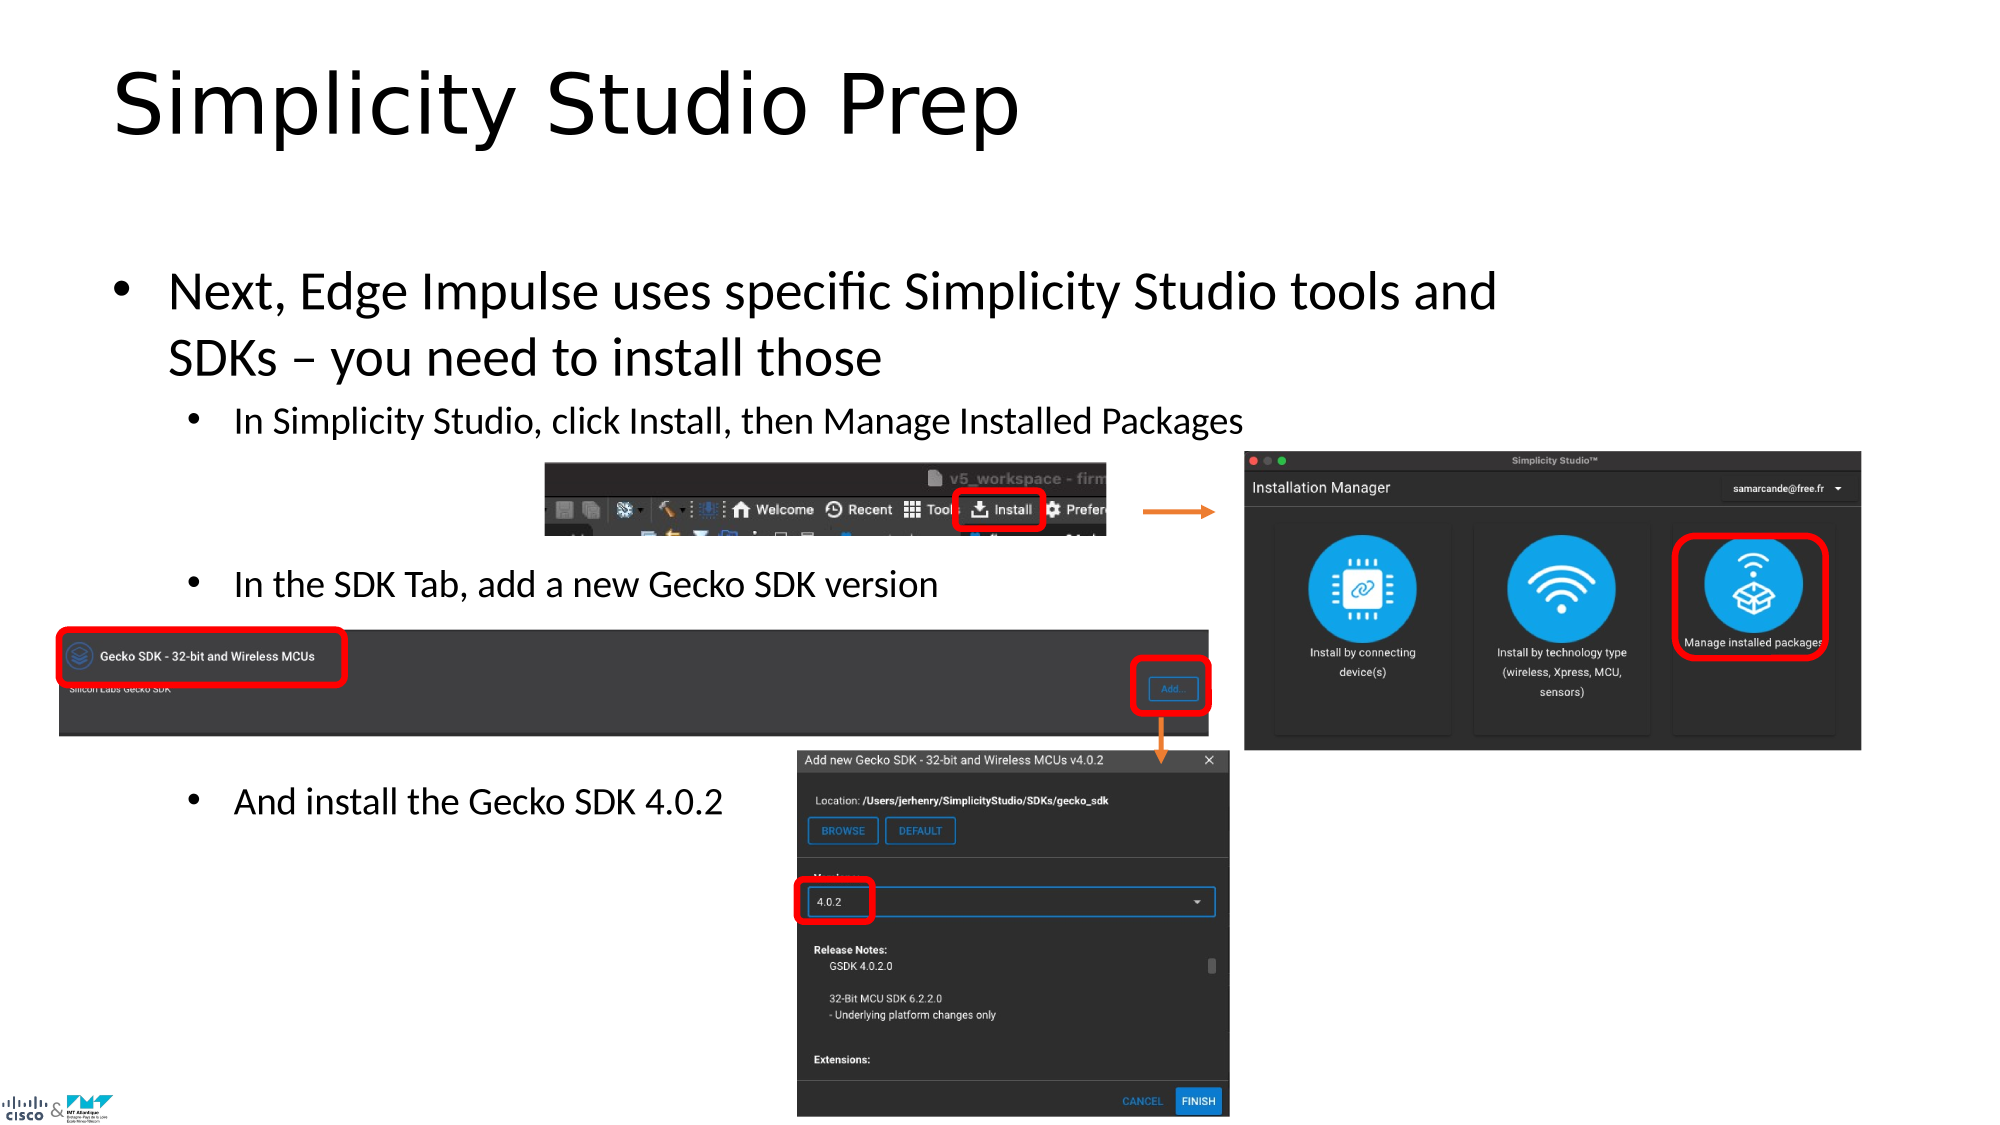 Simplicity Studio Prep
• Next, Edge Impulse uses specific Simplicity Studio tools and
SDKs – you need to install those
• In Simplicity Studio, click Install, then Manage Installed Packages
v5_workspace - firm
Welcome Recent Tools Install Prefer
Simplicity Studio™
Installation Manager
samarcande@free.fr
Install by connecting
device(s)
Install by technology type
(wireless, Xpress, MCU,
sensors)
Manage installed packages
• In the SDK Tab, add a new Gecko SDK version
Gecko SDK - 32-bit and Wireless MCUs
Silicon Labs Gecko SDK
Add...
• And install the Gecko SDK 4.0.2
Add new Gecko SDK - 32-bit and Wireless MCUs v4.0.2
Location: /Users/jerhenry/SimplicityStudio/SDKs/gecko_sdk
BROWSE DEFAULT
4.0.2
Release Notes:
GSDK 4.0.2.0
32-Bit MCU SDK 6.2.2.0
- Underlying platform changes only
Extensions:
CANCEL FINISH
CISCO & IMT Atlantique